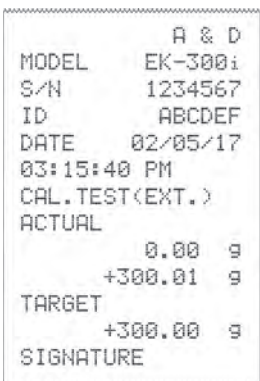 A & D
MODEL EK-300i
S/N 1234567
ID ABCDEF
DATE 02/05/17
03:15:40 PM
CAL.TEST(EXT.)
ACTUAL
0.00 g
+300.01 g
TARGET
+300.00 g
SIGNATURE